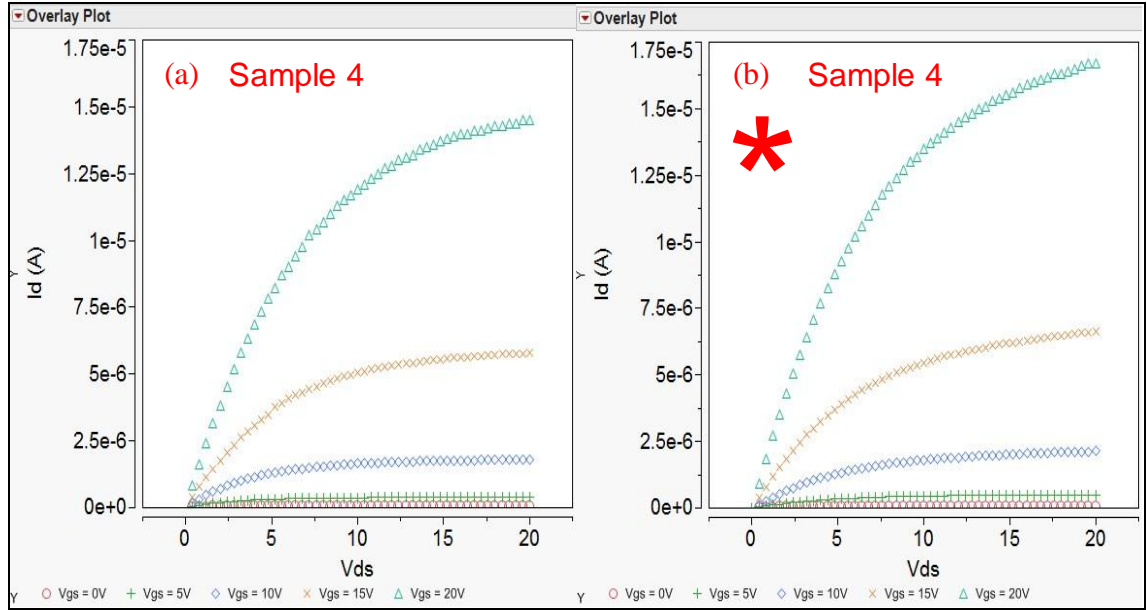 Overlay Plot
(a) Sample 4
1.75e-5
1.5e-5
1.25e-5
1e-5
7.5e-6
5e-6
2.5e-6
0e+0
Y
Id (A)
0 5 10 15 20
Vds
Y Vgs = 0V Vgs = 5V Vgs = 10V Vgs = 15V Vgs = 20V
Overlay Plot
(b) Sample 4
*
1.75e-5
1.5e-5
1.25e-5
1e-5
7.5e-6
5e-6
2.5e-6
0e+0
Y
Id (A)
0 5 10 15 20
Vds
Y Vgs = 0V Vgs = 5V Vgs = 10V Vgs = 15V Vgs = 20V